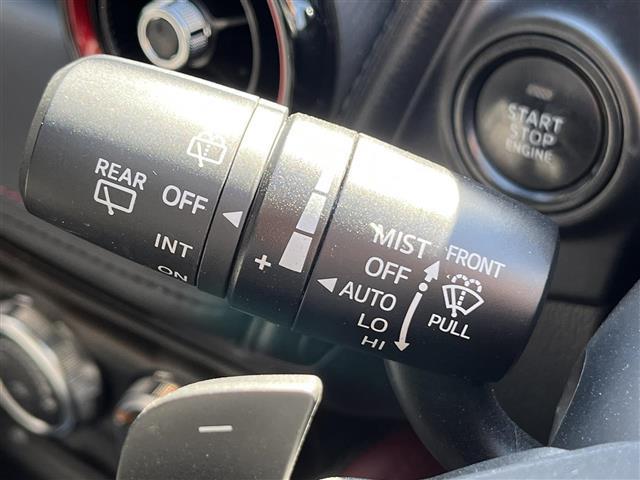 START
STOP
ENGINE
REAR
OFF
INT
ON
+
MIST
OFF
AUTO
LO
HI
FRONT
PULL
−